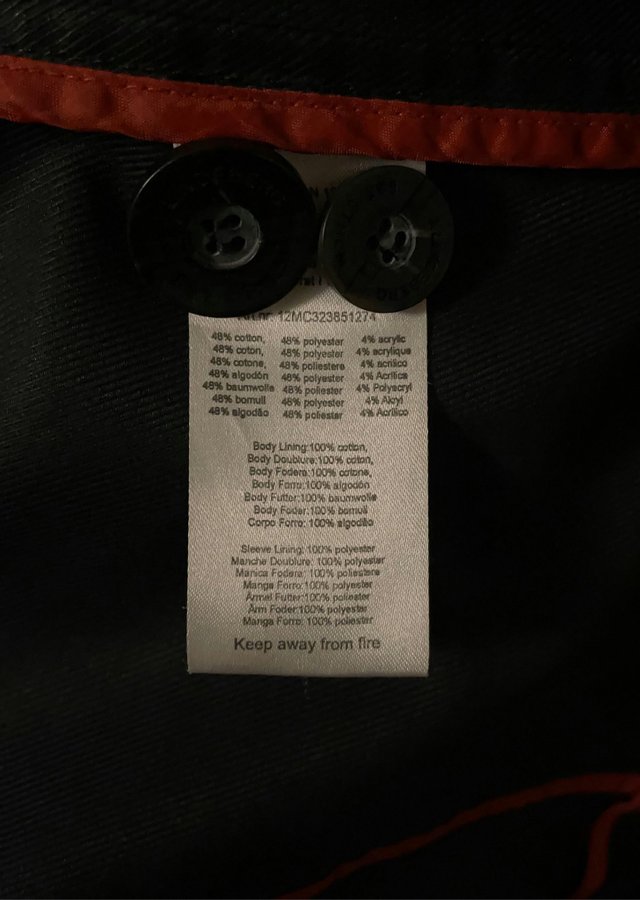 12MC323851274
48% cotton, 48% polyester 4% acrylic
48% coton, 48% polyester 4% acrylique
48% cotone, 48% poliestere 4% acrilico
48% algodón 48% polyester 4% Acrílica
48% baumwolle 48% polyester 4% Polyacryl
48% bomull 48% polyester 4% Akryl
48% algodão 48% poliester 4% Acrílico
Body Lining:100% cotton,
Body Doublure:100% coton,
Body Fodera:100% cotone,
Body Forro:100% algodón
Body Futter:100% baumwolle
Body Foder:100% bomull
Corpo Forro: 100% algodão
Sleeve Lining: 100% polyester
Manche Doublure: 100% polyester
Manica Fodera: 100% poliestere
Manga Forro:100% polyester
Ärmel Futter:100% polyester
Arm Foder:100% polyester
Manga Forro: 100% poliester
Keep away from fire